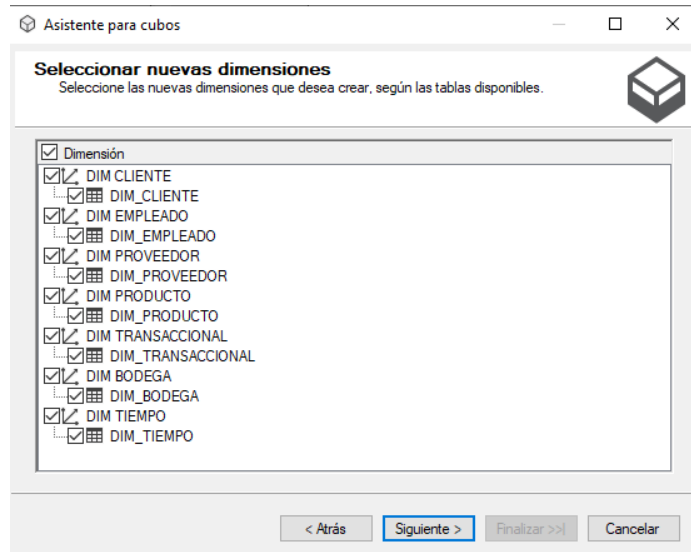 Asistente para cubos
Seleccionar nuevas dimensiones
Seleccione las nuevas dimensiones que desea crear, según las tablas disponibles.
Dimensión
DIM CLIENTE
DIM_CLIENTE
DIM EMPLEADO
DIM_EMPLEADO
DIM PROVEEDOR
DIM_PROVEEDOR
DIM PRODUCTO
DIM_PRODUCTO
DIM TRANSACCIONAL
DIM_TRANSACCIONAL
DIM BODEGA
DIM_BODEGA
DIM TIEMPO
DIM_TIEMPO
< Atrás Siguiente > Finalizar >>| Cancelar